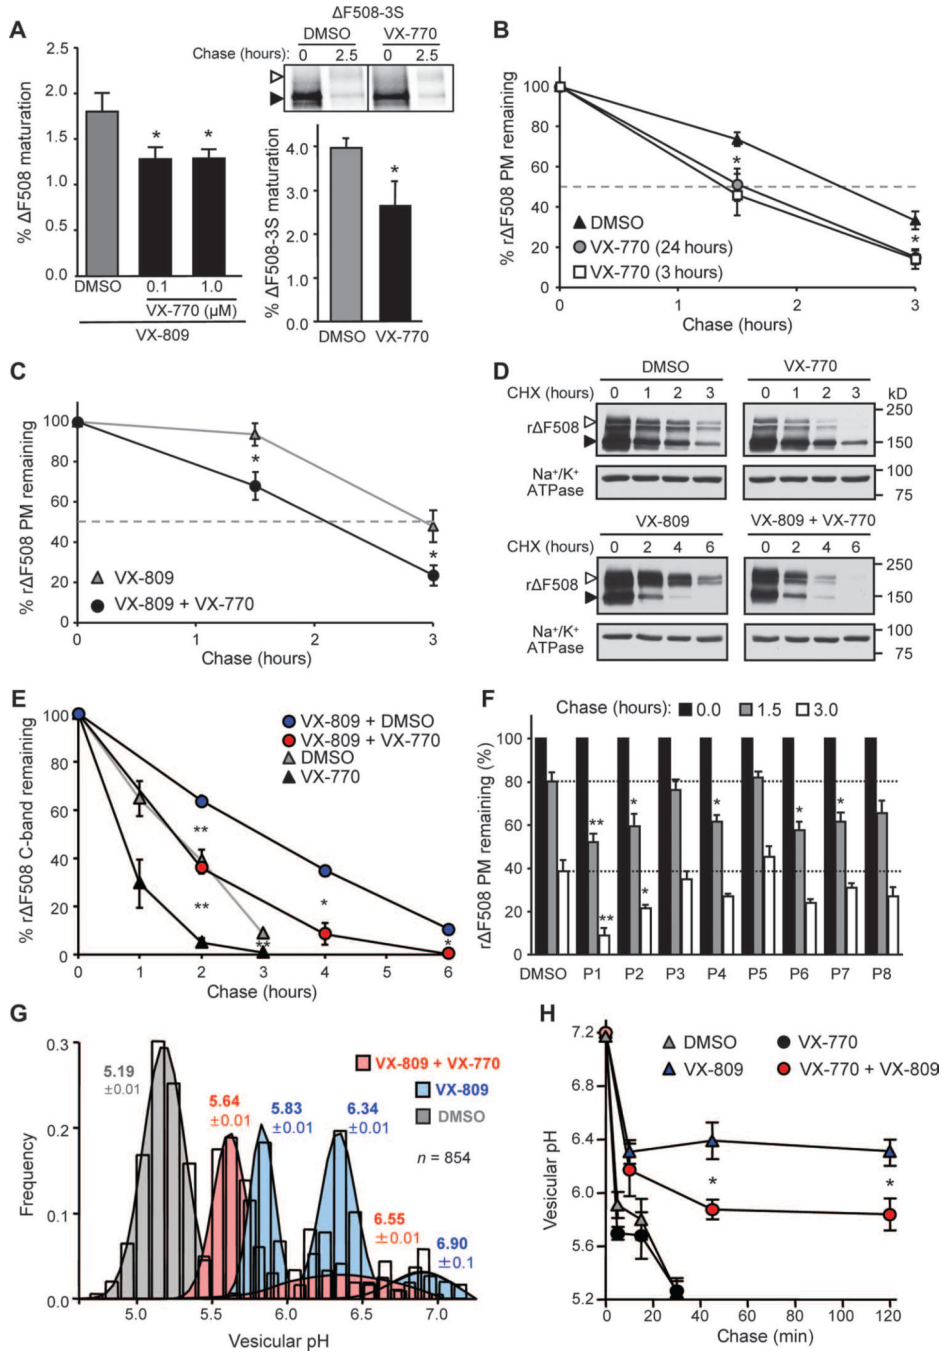 A
2.5
2.0
1.5
1.0
0.5
0.0
% ΔF508 maturation
*
*
DMSO
0.1
1.0
VX-770 (μM)
VX-809
ΔF508-3S
DMSO
VX-770
Chase (hours):
0
2.5
0
2.5
4.0
3.0
2.0
1.0
0.0
% ΔF508-3S maturation
*
DMSO
VX-770
B
100
80
60
40
20
0
% rΔF508 PM remaining
*
*
DMSO
VX-770 (24 hours)
VX-770 (3 hours)
0
1
2
3
Chase (hours)
C
100
80
60
40
20
0
% rΔF508 PM remaining
*
*
VX-809
VX-809 + VX-770
0
1
2
3
Chase (hours)
D
DMSO
VX-770
CHX (hours)
0 1 2 3
0 1 2 3
kD
rΔF508
250
150
Na⁺/K⁺
ATPase
100
75
VX-809
VX-809 + VX-770
CHX (hours)
0 2 4 6
0 2 4 6
rΔF508
250
150
Na⁺/K⁺
ATPase
100
75
E
100
80
60
40
20
0
% rΔF508 C-band remaining
VX-809 + DMSO
VX-809 + VX-770
DMSO
VX-770
**
**
**
*
*
0
1
2
3
4
5
6
Chase (hours)
F
Chase (hours):
0.0
1.5
3.0
100
80
60
40
20
0
rΔF508 PM remaining (%)
**
**
*
*
*
*
*
DMSO
P1
P2
P3
P4
P5
P6
P7
P8
G
0.3
0.2
0.1
0.0
Frequency
5.19
±0.01
5.64
±0.01
5.83
±0.01
6.34
±0.01
6.55
±0.01
6.90
±0.1
VX-809 + VX-770
VX-809
DMSO
n = 854
5.0
5.5
6.0
6.5
7.0
Vesicular pH
H
7.2
6.8
6.4
6.0
5.6
5.2
Vesicular pH
DMSO
VX-770
VX-809
VX-770 + VX-809
*
*
0
20
40
60
80
100
120
Chase (min)